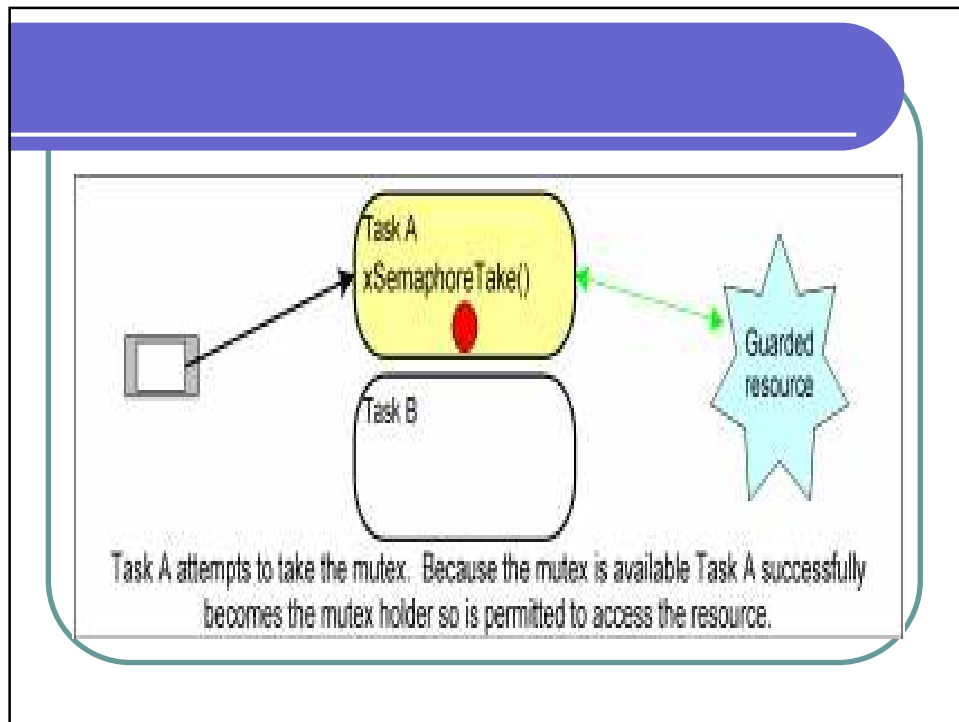 Task A
xSemaphoreTake()
Guarded
resource
Task B
Task A attempts to take the mutex.  Because the mutex is available Task A successfully
becomes the mutex holder so is permitted to access the resource.